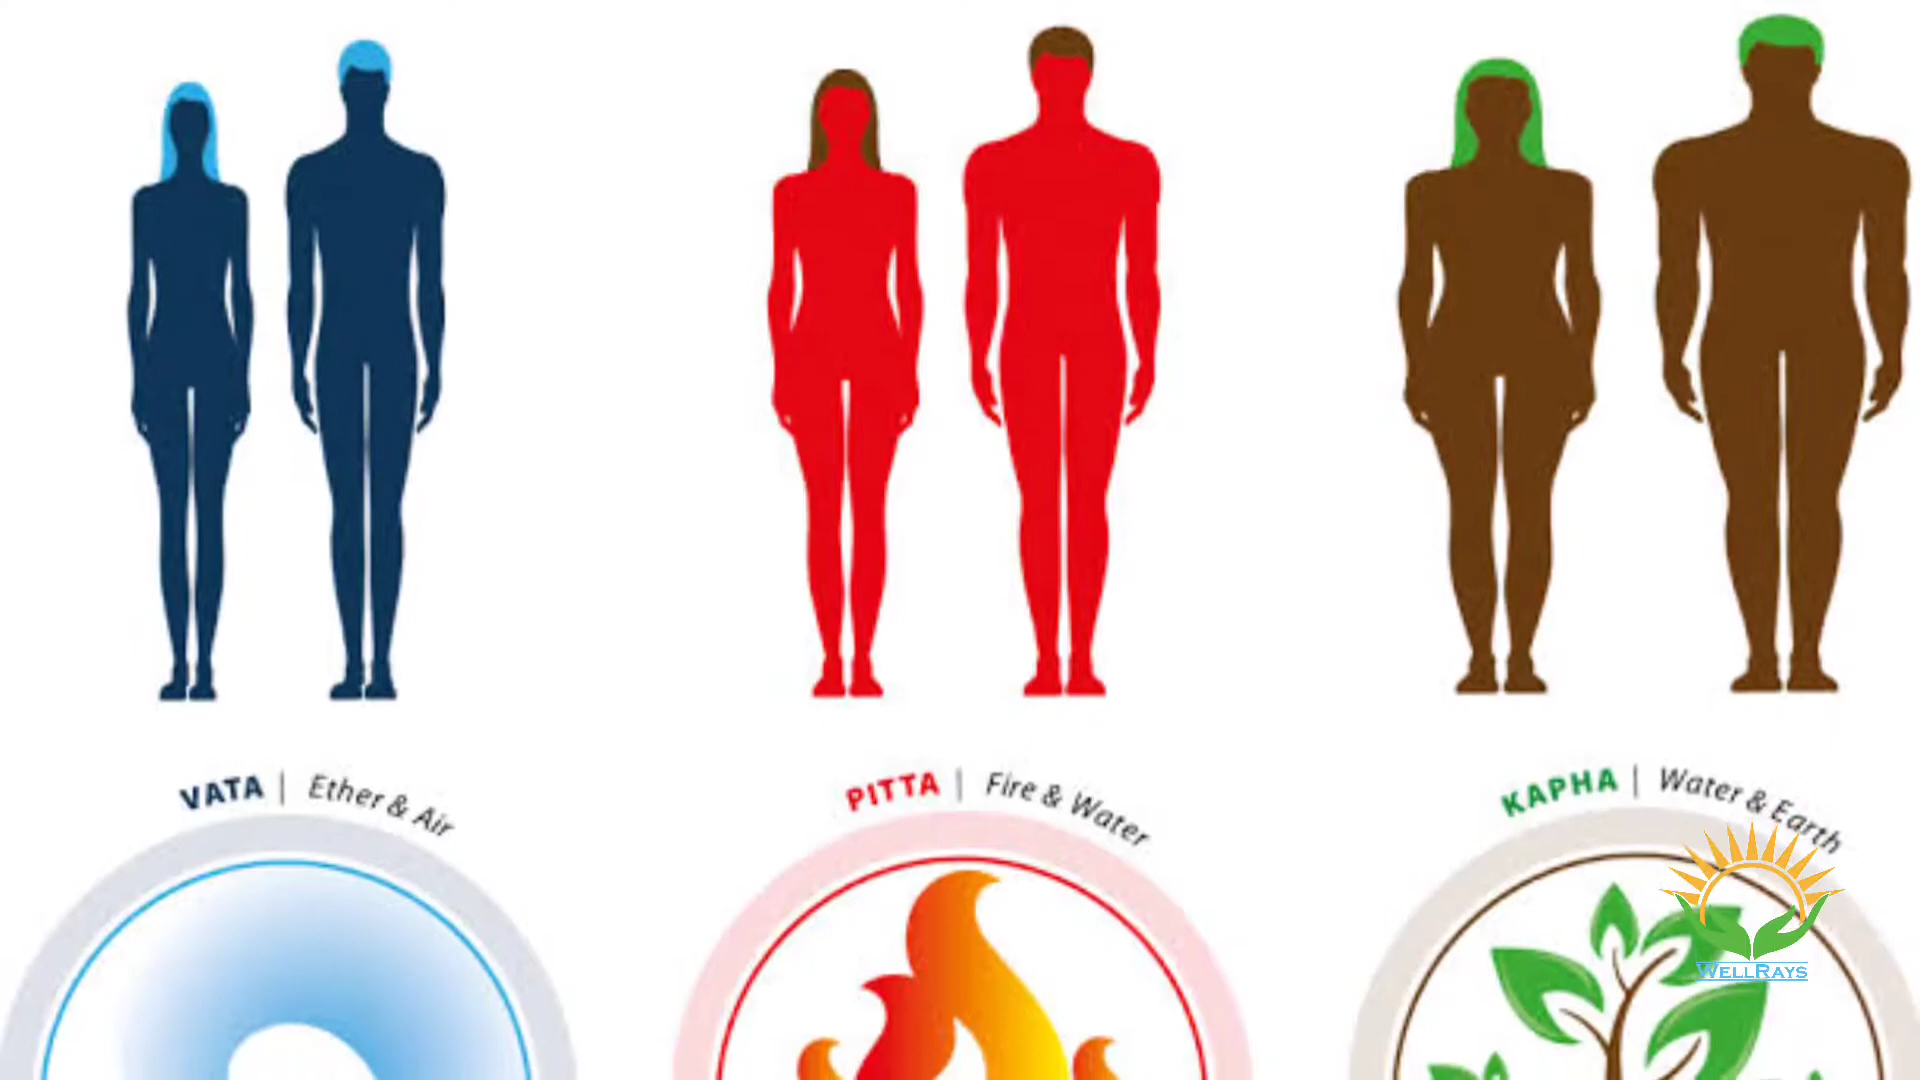 VATA | Ether & Air
PITTA | Fire & Water
KAPHA | Water & Earth
WELLRAYS